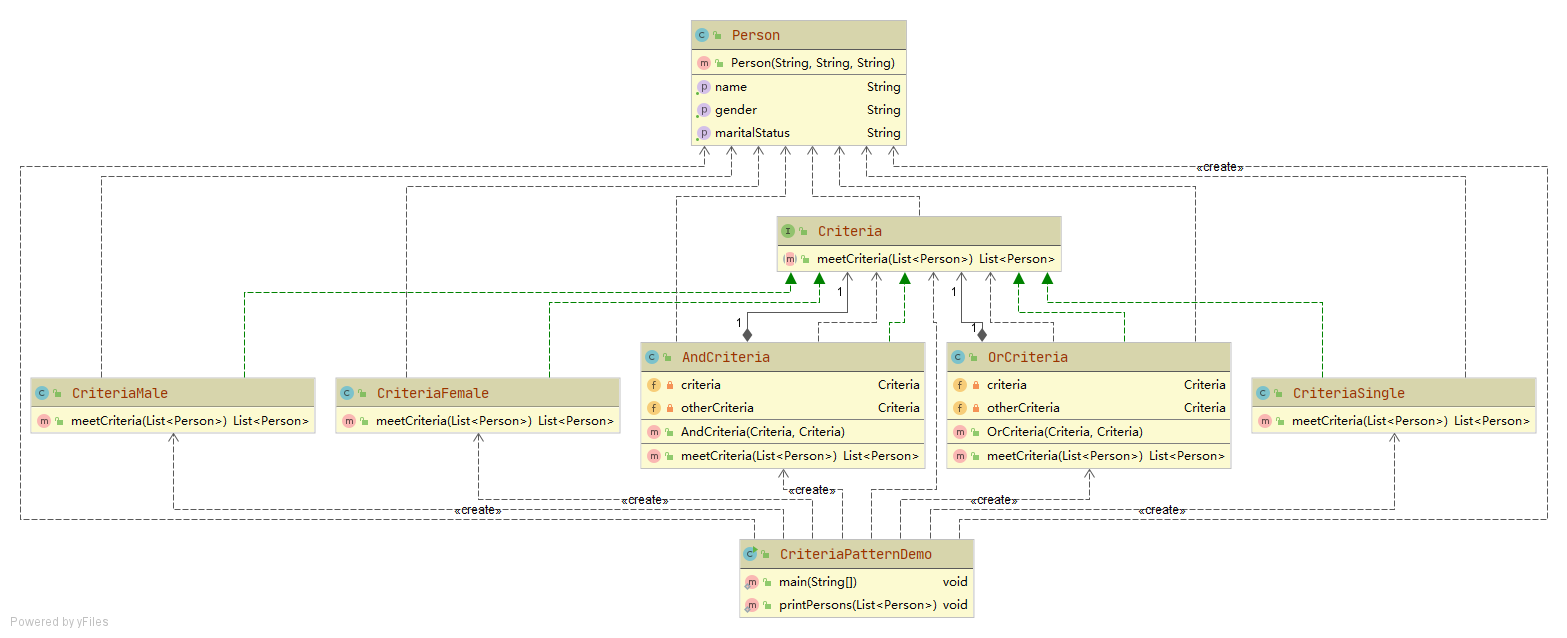 Person
Person(String, String, String)
name String
gender String
maritalStatus String
«create»
Criteria
meetCriteria(List<Person>) List<Person>
1
1
1
1
AndCriteria
criteria Criteria
otherCriteria Criteria
AndCriteria(Criteria, Criteria)
meetCriteria(List<Person>) List<Person>
OrCriteria
criteria Criteria
otherCriteria Criteria
OrCriteria(Criteria, Criteria)
meetCriteria(List<Person>) List<Person>
CriteriaMale
meetCriteria(List<Person>) List<Person>
CriteriaFemale
meetCriteria(List<Person>) List<Person>
CriteriaSingle
meetCriteria(List<Person>) List<Person>
«create»
«create»
«create»
«create»
«create»
CriteriaPatternDemo
main(String[]) void
printPersons(List<Person>) void
Powered by yFiles